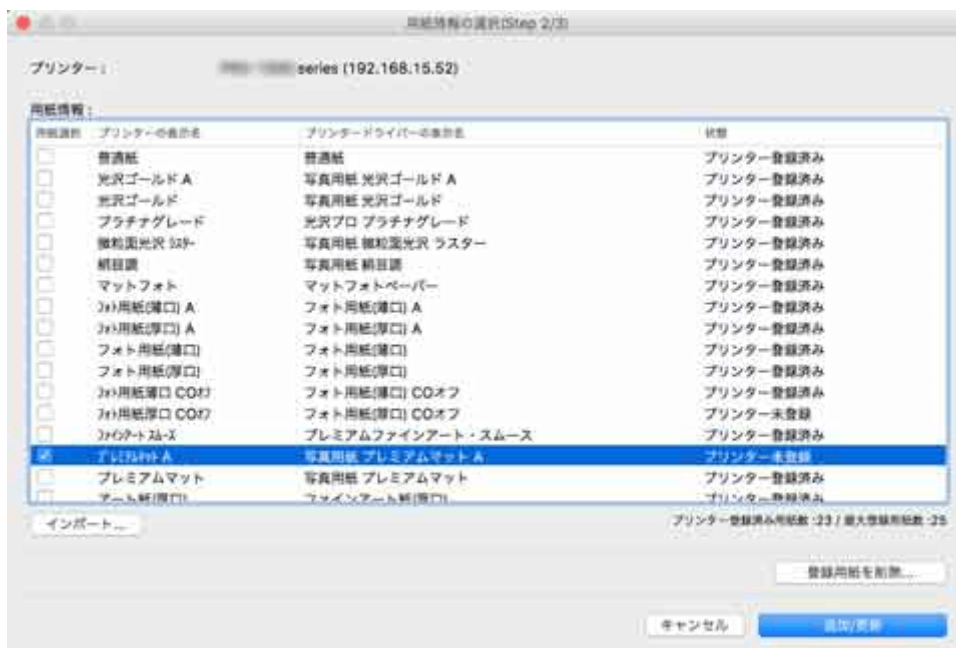 用紙情報の選択(Step 2/3)
プリンター: series (192.168.15.52)
用紙情報:
用紙選択 プリンターの表示名 プリンタードライバーの表示名 状態
普通紙 普通紙 プリンター登録済み
光沢ゴールド A 写真用紙 光沢ゴールド A プリンター登録済み
光沢ゴールド 写真用紙 光沢ゴールド プリンター登録済み
プラチナグレード 光沢プロ プラチナグレード プリンター登録済み
微粒面光沢 ラスター 写真用紙 微粒面光沢 ラスター プリンター登録済み
絹目調 写真用紙 絹目調 プリンター登録済み
マットフォト マットフォトペーパー プリンター登録済み
フォト用紙(薄口) A フォト用紙(薄口) A プリンター登録済み
フォト用紙(厚口) A フォト用紙(厚口) A プリンター登録済み
フォト用紙(薄口) フォト用紙(薄口) プリンター登録済み
フォト用紙(厚口) フォト用紙(厚口) プリンター登録済み
フォト用紙薄口 COオフ フォト用紙(薄口) COオフ プリンター登録済み
フォト用紙厚口 COオフ フォト用紙(厚口) COオフ プリンター未登録
ファインアート スムース プレミアムファインアート・スムース プリンター登録済み
プレミアムマット A 写真用紙 プレミアムマット A プリンター未登録
プレミアムマット 写真用紙 プレミアムマット プリンター登録済み
アート紙(厚口) ファインアート紙(厚口) プリンター登録済み
インポート... プリンター登録済み用紙数 :23 / 最大登録用紙数 :25
登録用紙を削除...
キャンセル 追加/更新